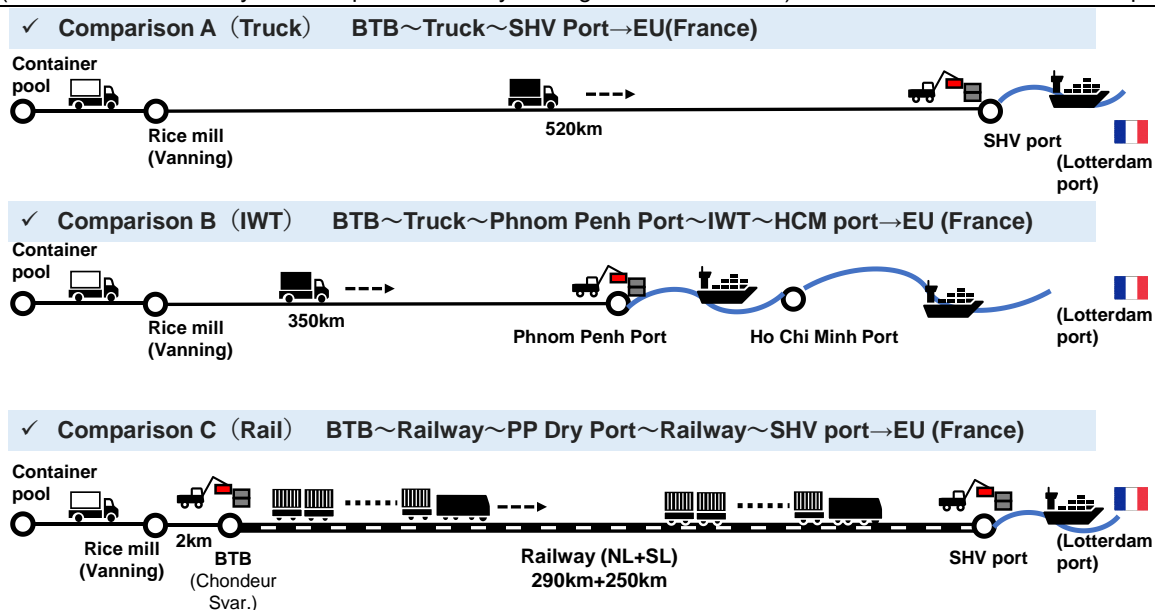 ✓ Comparison A（Truck） BTB～Truck～SHV Port→EU(France)
Container
pool
Rice mill
(Vanning)
520km
SHV port
(Lotterdam
port)
✓ Comparison B（IWT） BTB～Truck～Phnom Penh Port～IWT～HCM port→EU (France)
Container
pool
Rice mill
(Vanning)
350km
Phnom Penh Port
Ho Chi Minh Port
(Lotterdam
port)
✓ Comparison C（Rail） BTB～Railway～PP Dry Port～Railway～SHV port→EU (France)
Container
pool
Rice mill
(Vanning)
2km
BTB
(Chondeur
Svar.)
Railway (NL+SL)
290km+250km
SHV port
(Lotterdam
port)